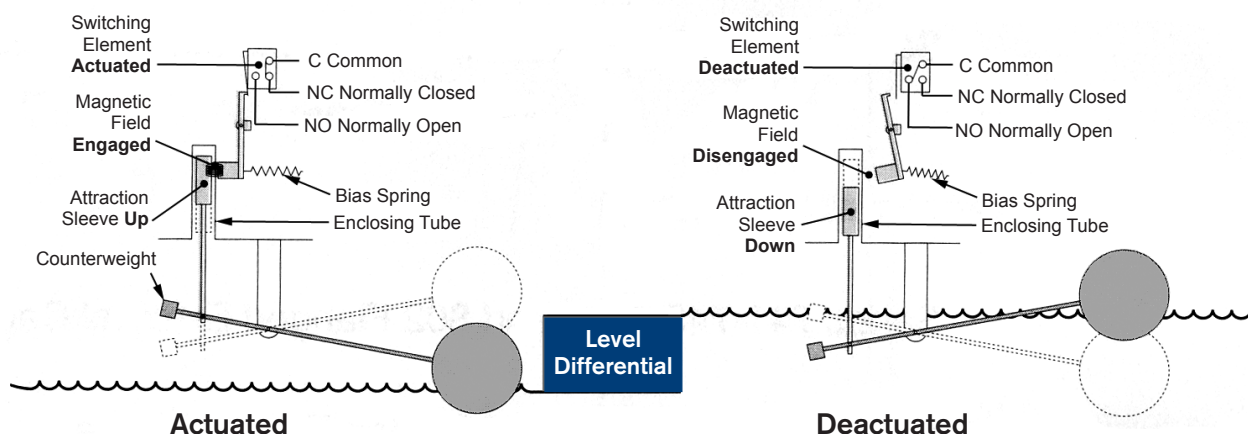 Switching
Element
Actuated
C Common
NC Normally Closed
NO Normally Open
Magnetic
Field
Engaged
Bias Spring
Attraction
Sleeve Up
Enclosing Tube
Counterweight
Actuated
Level
Differential
Switching
Element
Deactuated
C Common
NC Normally Closed
NO Normally Open
Magnetic
Field
Disengaged
Bias Spring
Attraction
Sleeve
Down
Enclosing Tube
Deactuated